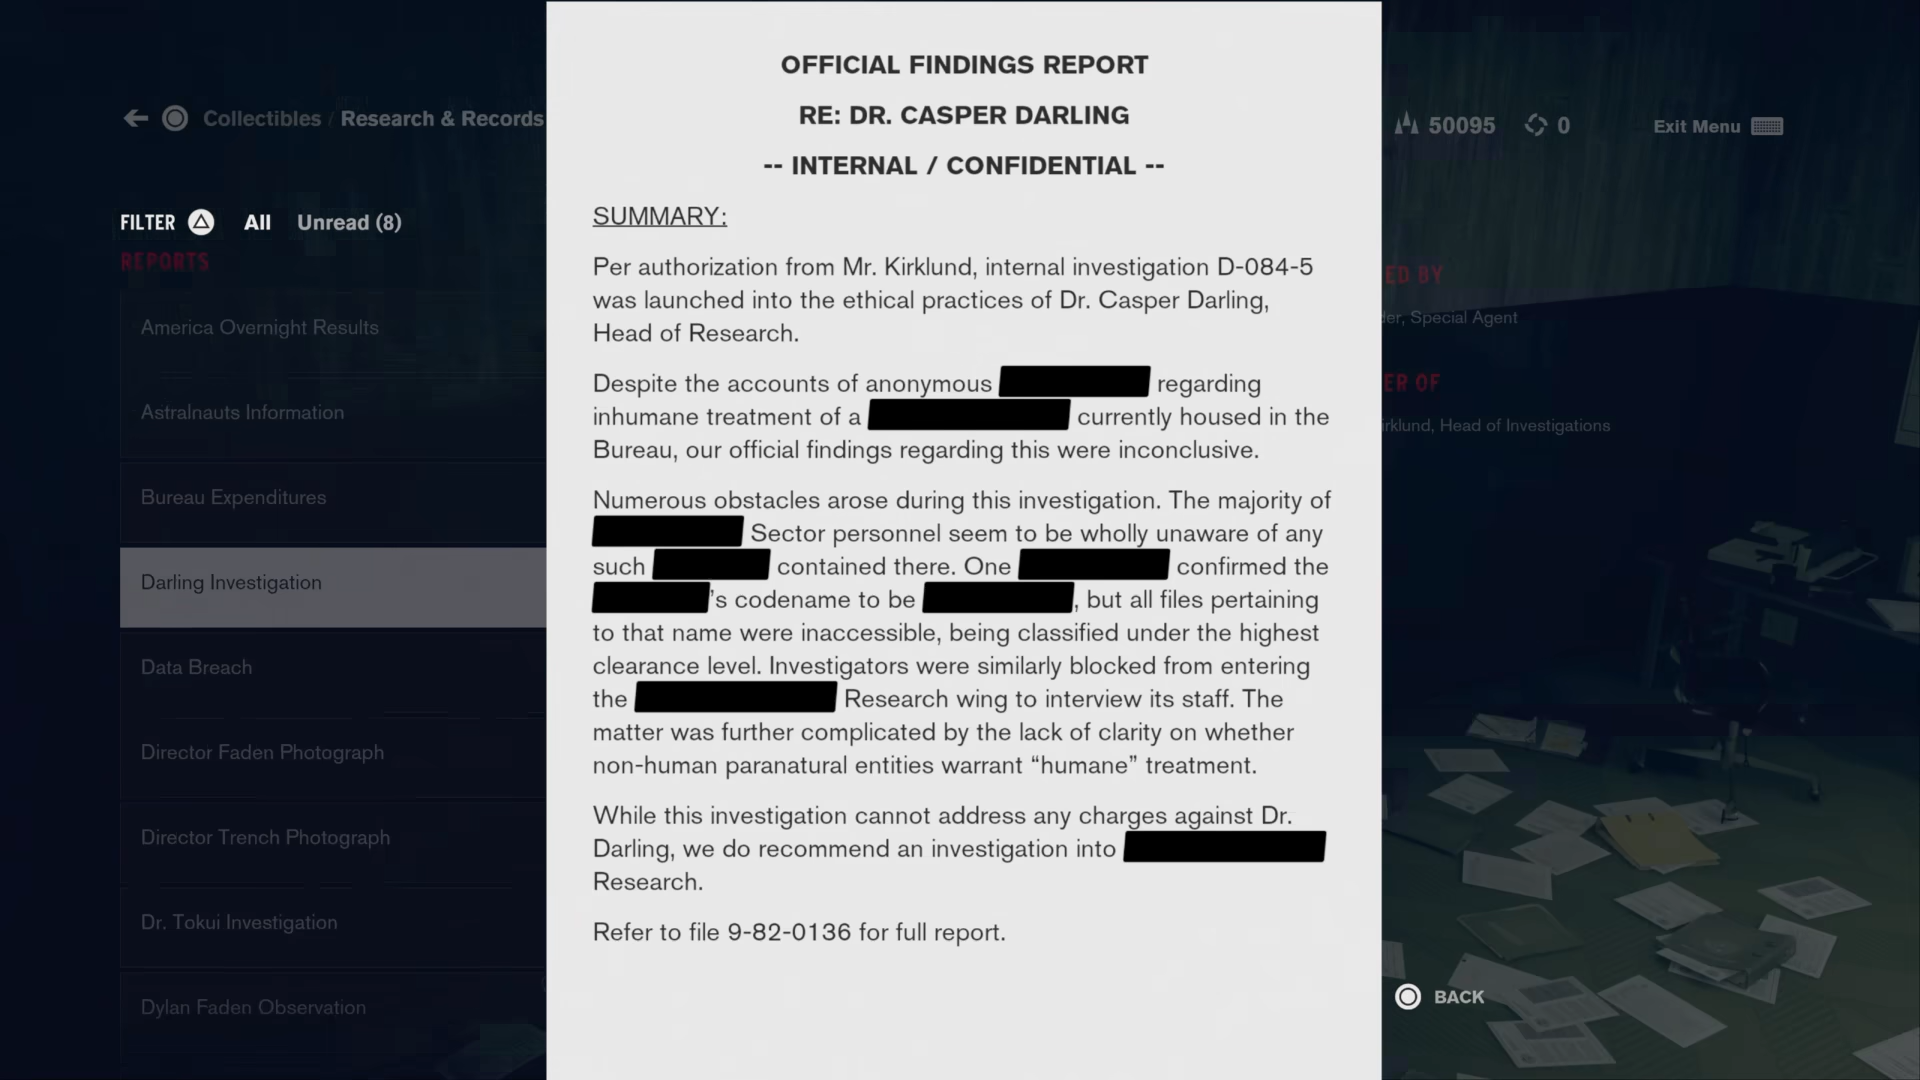 OFFICIAL FINDINGS REPORT
RE: DR. CASPER DARLING
-- INTERNAL / CONFIDENTIAL --
SUMMARY:
Per authorization from Mr. Kirklund, internal investigation D-084-5
was launched into the ethical practices of Dr. Casper Darling,
Head of Research.
Despite the accounts of anonymous regarding
inhumane treatment of a currently housed in the
Bureau, our official findings regarding this were inconclusive.
Numerous obstacles arose during this investigation. The majority of
Sector personnel seem to be wholly unaware of any
such contained there. One confirmed the
's codename to be , but all files pertaining
to that name were inaccessible, being classified under the highest
clearance level. Investigators were similarly blocked from entering
the Research wing to interview its staff. The
matter was further complicated by the lack of clarity on whether
non-human paranatural entities warrant “humane” treatment.
While this investigation cannot address any charges against Dr.
Darling, we do recommend an investigation into
Research.
Refer to file 9-82-0136 for full report.
Collectibles / Research & Records
50095 0 Exit Menu
FILTER All Unread (8)
REPORTS
America Overnight Results
Astralnauts Information
Bureau Expenditures
Darling Investigation
Data Breach
Director Faden Photograph
Director Trench Photograph
Dr. Tokui Investigation
Dylan Faden Observation
ED BY
der, Special Agent
ER OF
rklund, Head of Investigations
BACK